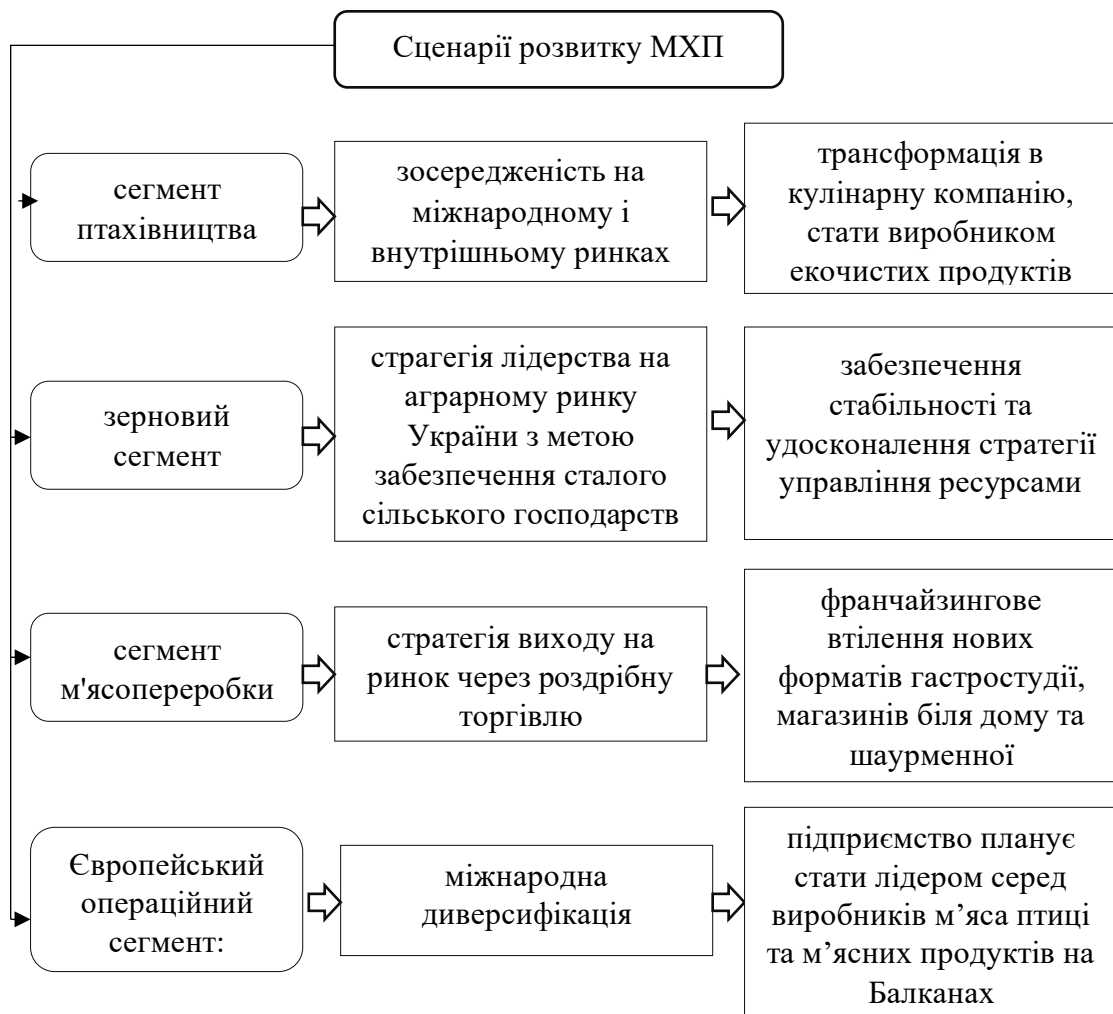 Сценарії розвитку МХП
сегмент
птахівництва
зосередженість на
міжнародному і
внутрішньому ринках
трансформація в
кулінарну компанію,
стати виробником
екочистих продуктів
зерновий
сегмент
страгегія лідерства на
аграрному ринку
України з метою
забезпечення сталого
сільського господарств
забезпечення
стабільності та
удосконалення стратегії
управління ресурсами
сегмент
м'ясопереробки
стратегія виходу на
ринок через роздрібну
торгівлю
франчайзингове
втілення нових
форматів гастростудії,
магазинів біля дому та
шаурменної
Європейський
операційний
сегмент:
міжнародна
диверсифікація
підприємство планує
стати лідером серед
виробників м’яса птиці
та м’ясних продуктів на
Балканах